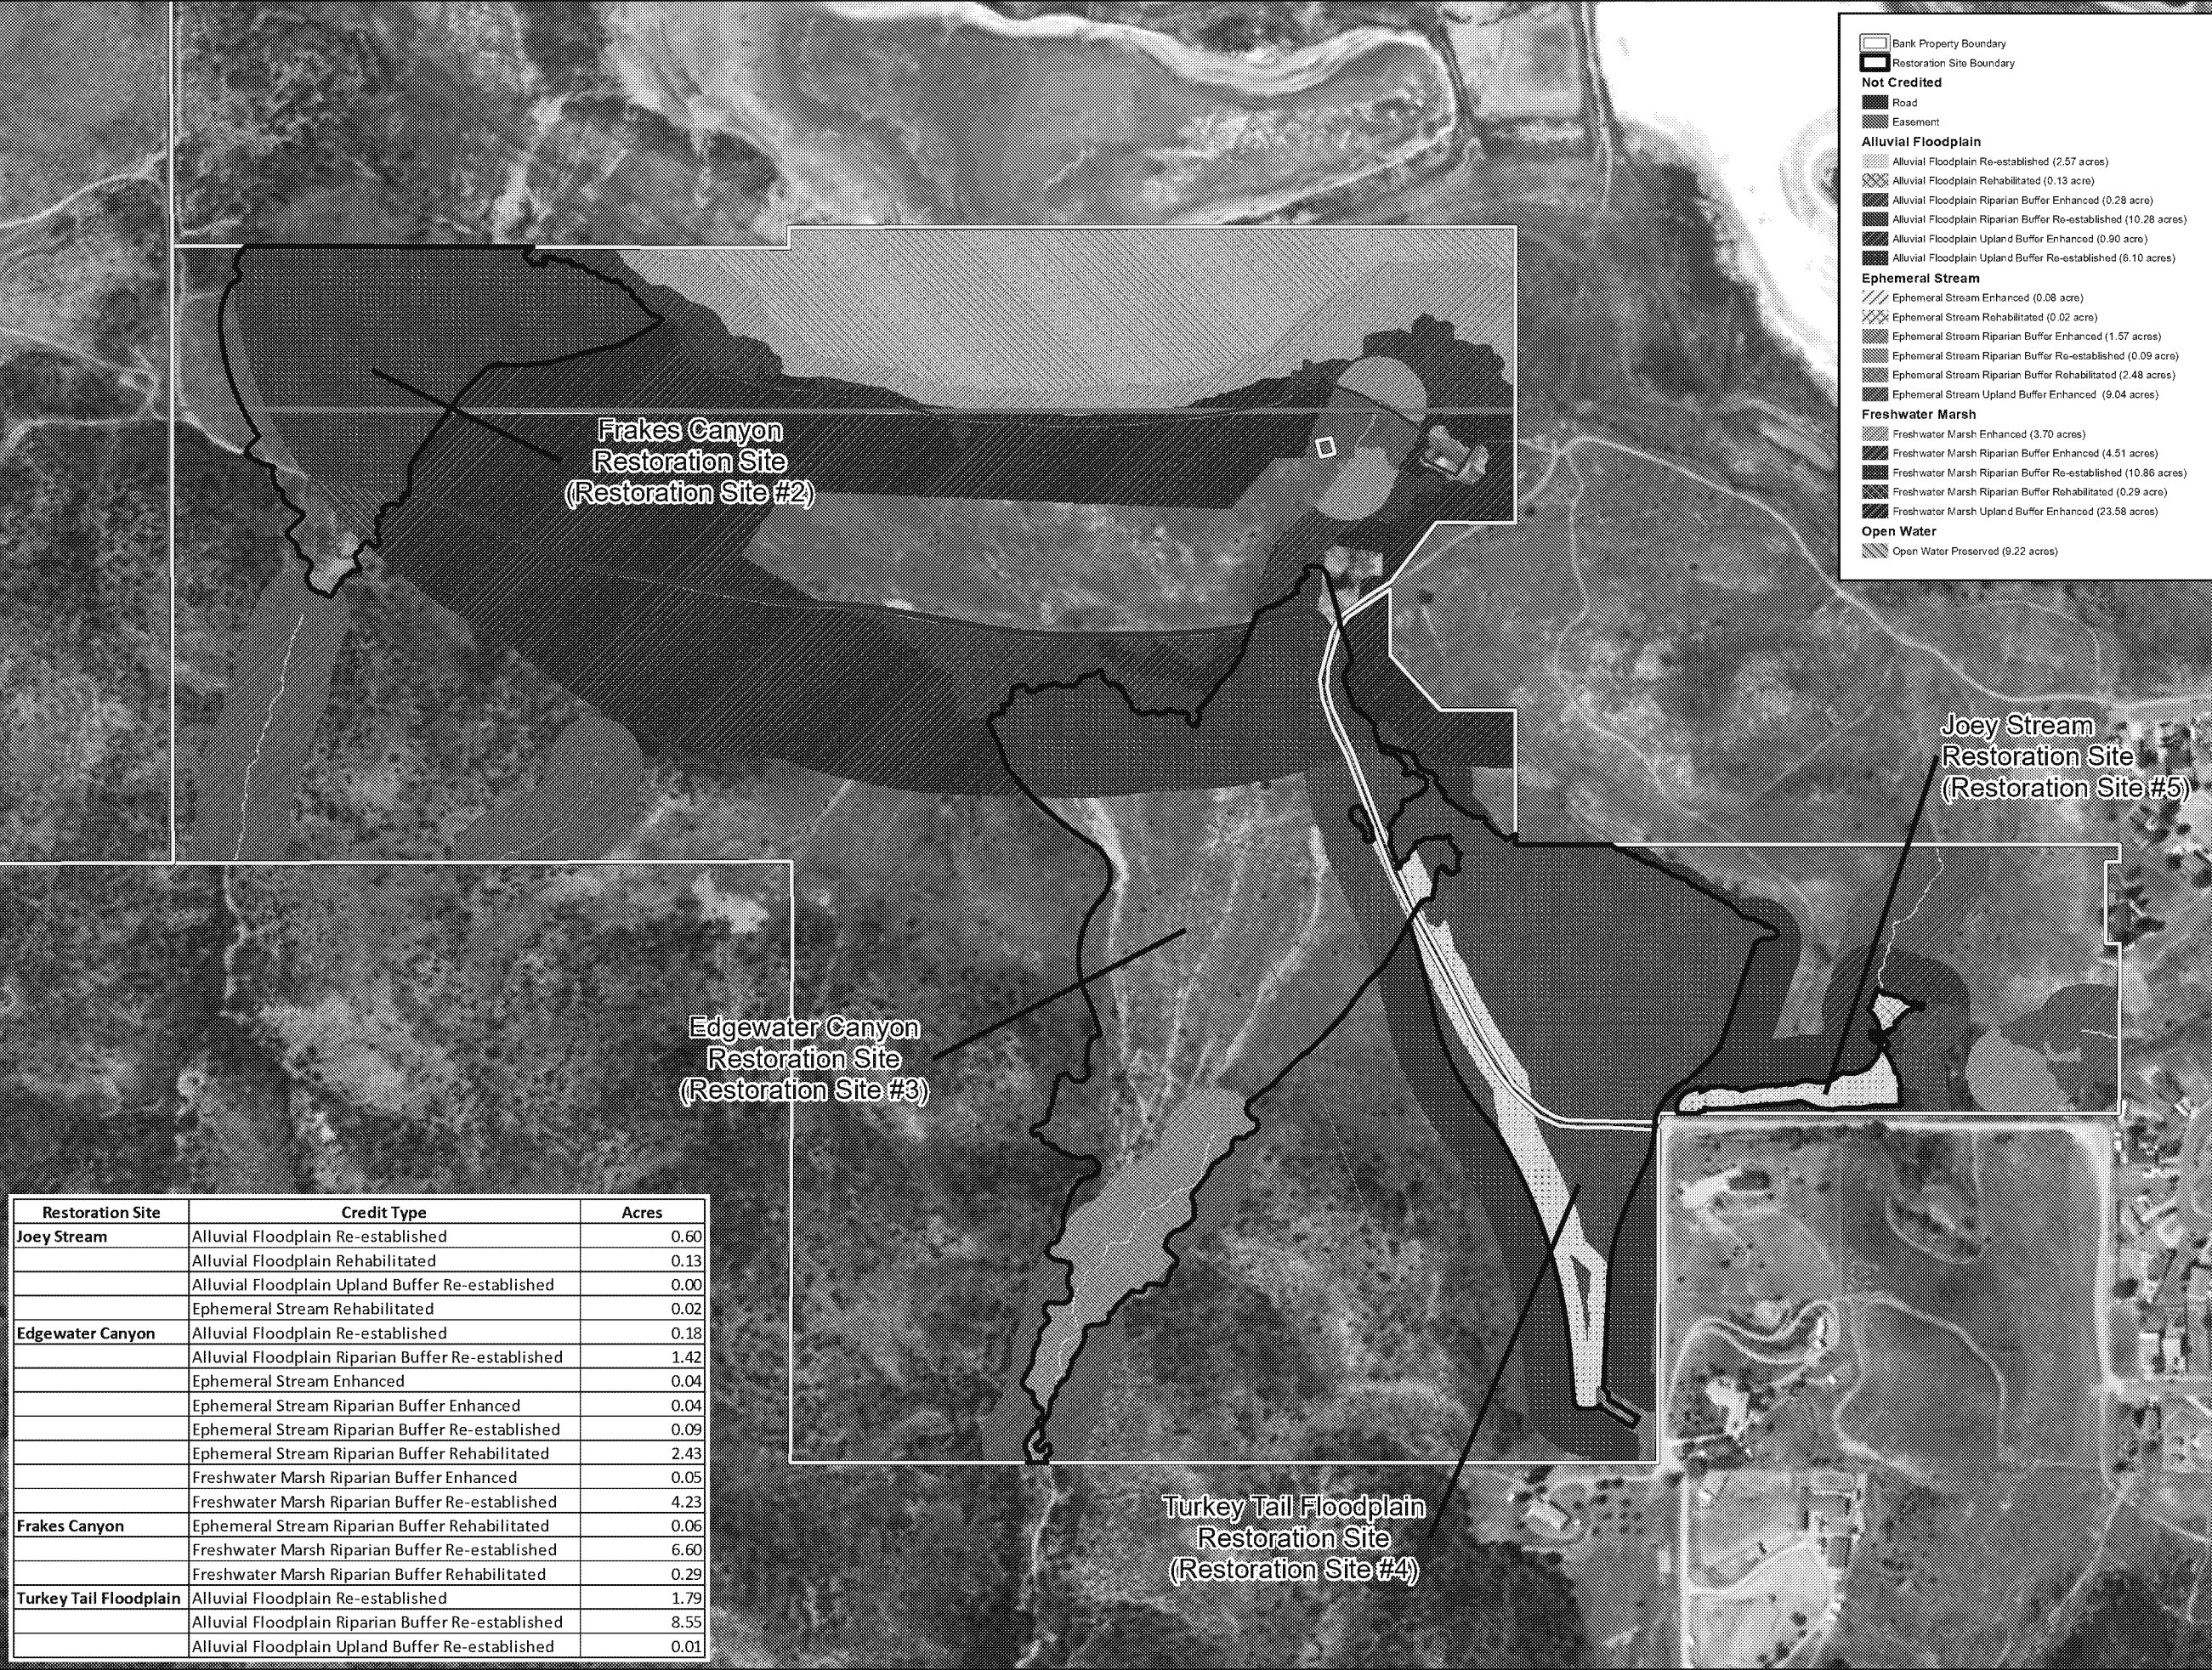 Bank Property Boundary
Restoration Site Boundary
Not Credited
Road
Easement
Alluvial Floodplain
Alluvial Floodplain Re-established (2.57 acres)
Alluvial Floodplain Rehabilitated (0.13 acre)
Alluvial Floodplain Riparian Buffer Enhanced (0.28 acre)
Alluvial Floodplain Riparian Buffer Re-established (10.28 acres)
Alluvial Floodplain Upland Buffer Enhanced (0.90 acre)
Alluvial Floodplain Upland Buffer Re-established (6.10 acres)
Ephemeral Stream
Ephemeral Stream Enhanced (0.08 acre)
Ephemeral Stream Rehabilitated (0.02 acre)
Ephemeral Stream Riparian Buffer Enhanced (1.57 acres)
Ephemeral Stream Riparian Buffer Re-established (0.09 acre)
Ephemeral Stream Riparian Buffer Rehabilitated (2.48 acres)
Ephemeral Stream Upland Buffer Enhanced (9.04 acres)
Freshwater Marsh
Freshwater Marsh Enhanced (3.70 acres)
Freshwater Marsh Riparian Buffer Enhanced (4.51 acres)
Freshwater Marsh Riparian Buffer Re-established (10.86 acres)
Freshwater Marsh Riparian Buffer Rehabilitated (0.29 acre)
Freshwater Marsh Upland Buffer Enhanced (23.58 acres)
Open Water
Open Water Preserved (9.22 acres)
Frakes Canyon
Restoration Site
(Restoration Site #2)
Joey Stream
Restoration Site
(Restoration Site #5)
Edgewater Canyon
Restoration Site
(Restoration Site #3)
Turkey Tail Floodplain
Restoration Site
(Restoration Site #4)
Restoration Site Credit Type Acres
Joey Stream Alluvial Floodplain Re-established 0.60
Alluvial Floodplain Rehabilitated 0.13
Alluvial Floodplain Upland Buffer Re-established 0.00
Ephemeral Stream Rehabilitated 0.02
Edgewater Canyon Alluvial Floodplain Re-established 0.18
Alluvial Floodplain Riparian Buffer Re-established 1.42
Ephemeral Stream Enhanced 0.04
Ephemeral Stream Riparian Buffer Enhanced 0.04
Ephemeral Stream Riparian Buffer Re-established 0.09
Ephemeral Stream Riparian Buffer Rehabilitated 2.43
Freshwater Marsh Riparian Buffer Enhanced 0.05
Freshwater Marsh Riparian Buffer Re-established 4.23
Frakes Canyon Ephemeral Stream Riparian Buffer Rehabilitated 0.06
Freshwater Marsh Riparian Buffer Re-established 6.60
Freshwater Marsh Riparian Buffer Rehabilitated 0.29
Turkey Tail Floodplain Alluvial Floodplain Re-established 1.79
Alluvial Floodplain Riparian Buffer Re-established 8.55
Alluvial Floodplain Upland Buffer Re-established 0.01